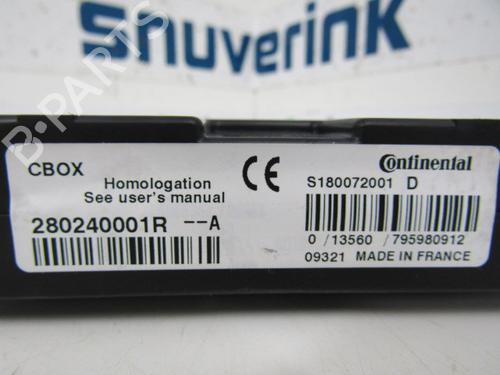 Snuverink
B-PARTS
CBOX
Homologation
See user's manual
280240001R --A
CE
Continental
S180072001 D
0 / 13560 / 795980912
09321 MADE IN FRANCE